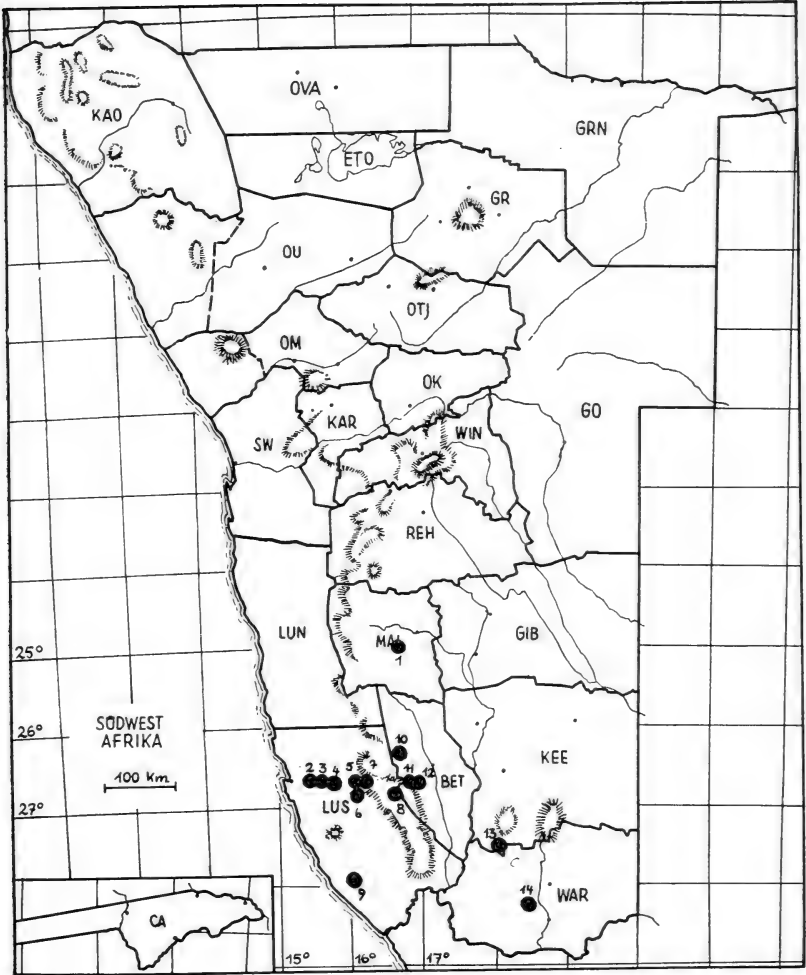 KAO
OVA
ETO
GRN
GR
OU
OTJ
OM
OK
GO
KAR
SW
WIN
REH
LUN
MAL
1
GIB
25°
SÜDWEST
AFRIKA
100 km.
26°
10
KEE
2 3 4 5 7 11 12
BET
LUS 6 8
27°
13
9
14
WAR
CA
15° 16° 17°